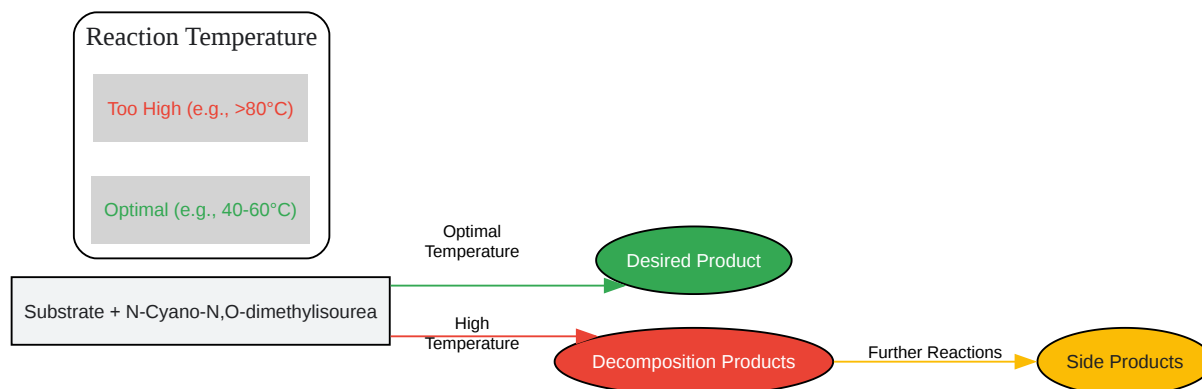 Reaction Temperature
Too High (e.g., >80°C)
Optimal (e.g., 40-60°C)
Substrate + N-Cyano-N,O-dimethylisourea
Optimal
Temperature
Desired Product
High
Temperature
Decomposition Products
Further Reactions
Side Products